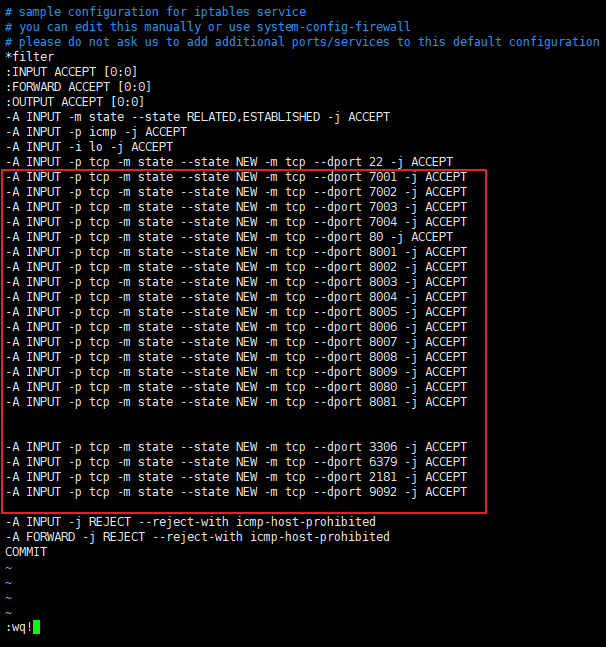 # sample configuration for iptables service
# you can edit this manually or use system-config-firewall
# please do not ask us to add additional ports/services to this default configuration
*filter
:INPUT ACCEPT [0:0]
:FORWARD ACCEPT [0:0]
:OUTPUT ACCEPT [0:0]
-A INPUT -m state --state RELATED,ESTABLISHED -j ACCEPT
-A INPUT -p icmp -j ACCEPT
-A INPUT -i lo -j ACCEPT
-A INPUT -p tcp -m state --state NEW -m tcp --dport 22 -j ACCEPT
-A INPUT -p tcp -m state --state NEW -m tcp --dport 7001 -j ACCEPT
-A INPUT -p tcp -m state --state NEW -m tcp --dport 7002 -j ACCEPT
-A INPUT -p tcp -m state --state NEW -m tcp --dport 7003 -j ACCEPT
-A INPUT -p tcp -m state --state NEW -m tcp --dport 7004 -j ACCEPT
-A INPUT -p tcp -m state --state NEW -m tcp --dport 80 -j ACCEPT
-A INPUT -p tcp -m state --state NEW -m tcp --dport 8001 -j ACCEPT
-A INPUT -p tcp -m state --state NEW -m tcp --dport 8002 -j ACCEPT
-A INPUT -p tcp -m state --state NEW -m tcp --dport 8003 -j ACCEPT
-A INPUT -p tcp -m state --state NEW -m tcp --dport 8004 -j ACCEPT
-A INPUT -p tcp -m state --state NEW -m tcp --dport 8005 -j ACCEPT
-A INPUT -p tcp -m state --state NEW -m tcp --dport 8006 -j ACCEPT
-A INPUT -p tcp -m state --state NEW -m tcp --dport 8007 -j ACCEPT
-A INPUT -p tcp -m state --state NEW -m tcp --dport 8008 -j ACCEPT
-A INPUT -p tcp -m state --state NEW -m tcp --dport 8009 -j ACCEPT
-A INPUT -p tcp -m state --state NEW -m tcp --dport 8080 -j ACCEPT
-A INPUT -p tcp -m state --state NEW -m tcp --dport 8081 -j ACCEPT
-A INPUT -p tcp -m state --state NEW -m tcp --dport 3306 -j ACCEPT
-A INPUT -p tcp -m state --state NEW -m tcp --dport 6379 -j ACCEPT
-A INPUT -p tcp -m state --state NEW -m tcp --dport 2181 -j ACCEPT
-A INPUT -p tcp -m state --state NEW -m tcp --dport 9092 -j ACCEPT
-A INPUT -j REJECT --reject-with icmp-host-prohibited
-A FORWARD -j REJECT --reject-with icmp-host-prohibited
COMMIT
~
~
~
~
:wq!